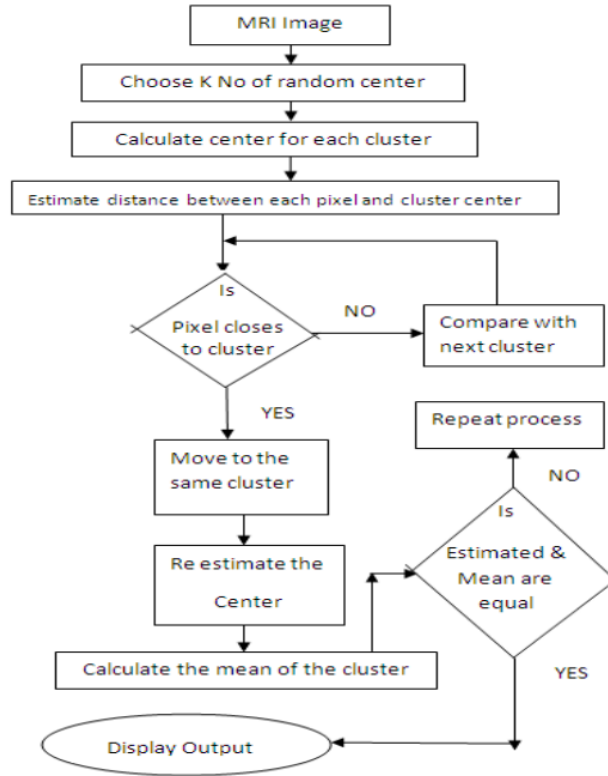 MRI Image
Choose K No of random center
Calculate center for each cluster
Estimate distance between each pixel and cluster center
Is
Pixel closes
to cluster
NO
Compare with
next cluster
YES
Move to the
same cluster
Re estimate the
Center
Calculate the mean of the cluster
Repeat process
NO
Is
Estimated &
Mean are
equal
YES
Display Output